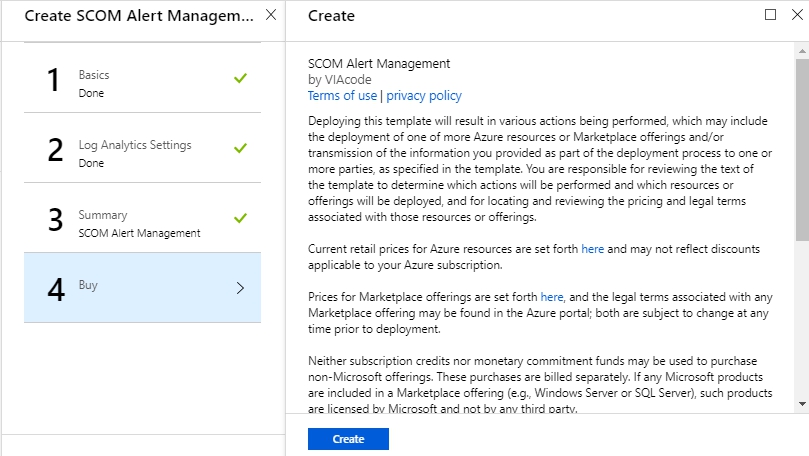 Create SCOM Alert Managem...
1 Basics
Done
2 Log Analytics Settings
Done
3 Summary
SCOM Alert Management
4 Buy
Create
SCOM Alert Management
by VIAcode
Terms of use | privacy policy
Deploying this template will result in various actions being performed, which may include
the deployment of one of more Azure resources or Marketplace offerings and/or
transmission of the information you provided as part of the deployment process to one or
more parties, as specified in the template. You are responsible for reviewing the text of
the template to determine which actions will be performed and which resources or
offerings will be deployed, and for locating and reviewing the pricing and legal terms
associated with those resources or offerings.
Current retail prices for Azure resources are set forth here and may not reflect discounts
applicable to your Azure subscription.
Prices for Marketplace offerings are set forth here, and the legal terms associated with any
Marketplace offering may be found in the Azure portal; both are subject to change at any
time prior to deployment.
Neither subscription credits nor monetary commitment funds may be used to purchase
non-Microsoft offerings. These purchases are billed separately. If any Microsoft products
are included in a Marketplace offering (e.g., Windows Server or SQL Server), such products
are licensed by Microsoft and not by any third party.
Create